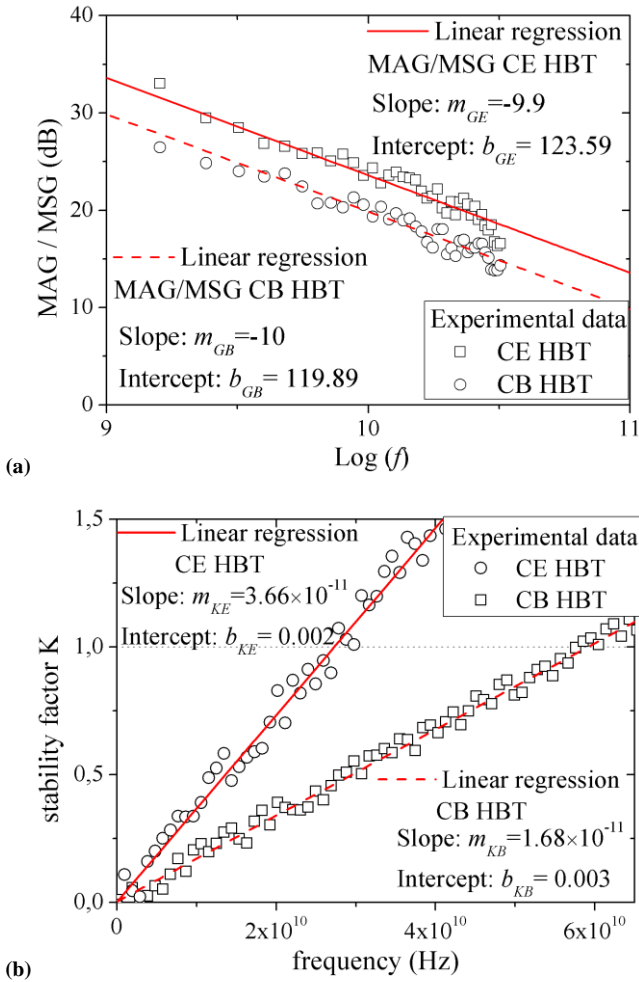 40
30
20
10
0
MAG / MSG (dB)
Linear regression
MAG/MSG CE HBT
Slope: m_GE=-9.9
Intercept: b_GE= 123.59
Linear regression
MAG/MSG CB HBT
Slope: m_GB=-10
Intercept: b_GB= 119.89
Experimental data
CE HBT
CB HBT
9 10 11
Log (f)
(a)
1,5
1,0
0,5
0,0
stability factor K
Linear regression
CE HBT
Slope: m_KE=3.66×10^-11
Intercept: b_KE= 0.002
Experimental data
CE HBT
CB HBT
Linear regression
CB HBT
Slope: m_KB=1.68×10^-11
Intercept: b_KB= 0.003
0 2x10^10 4x10^10 6x10^10
frequency (Hz)
(b)